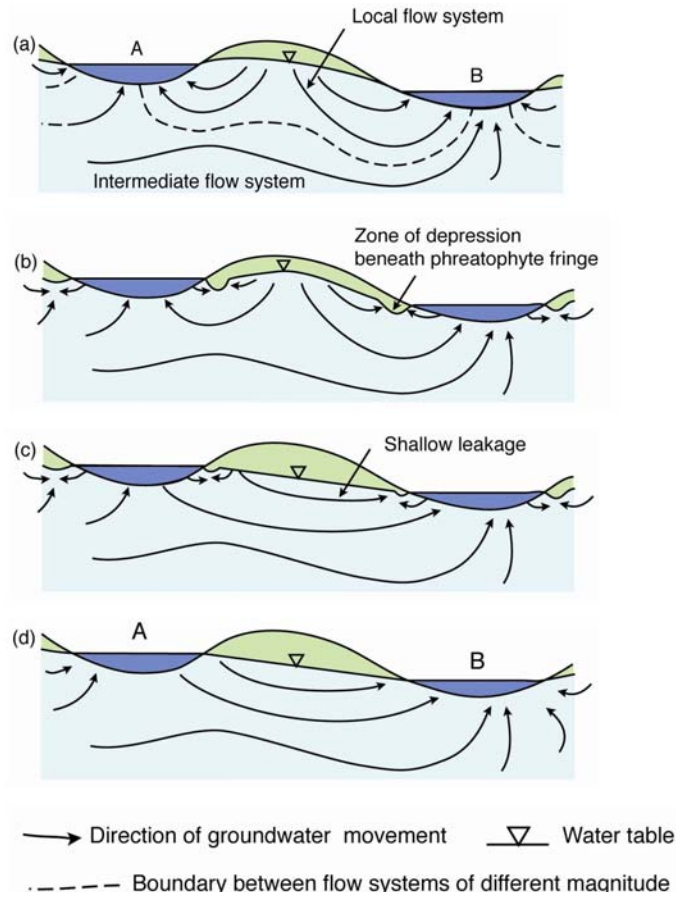 Local flow system
(a)
A
B
Intermediate flow system
Zone of depression
beneath phreatophyte fringe
(b)
(c)
Shallow leakage
(d)
A
B
Direction of groundwater movement
Water table
Boundary between flow systems of different magnitude